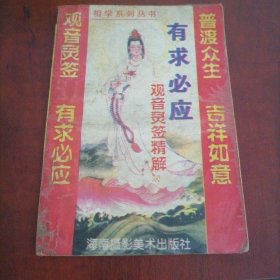 相学系列丛书
普渡众生 吉祥如意
有求必应
观音灵签精解
观音灵签 有求必应
海南摄影美术出版社